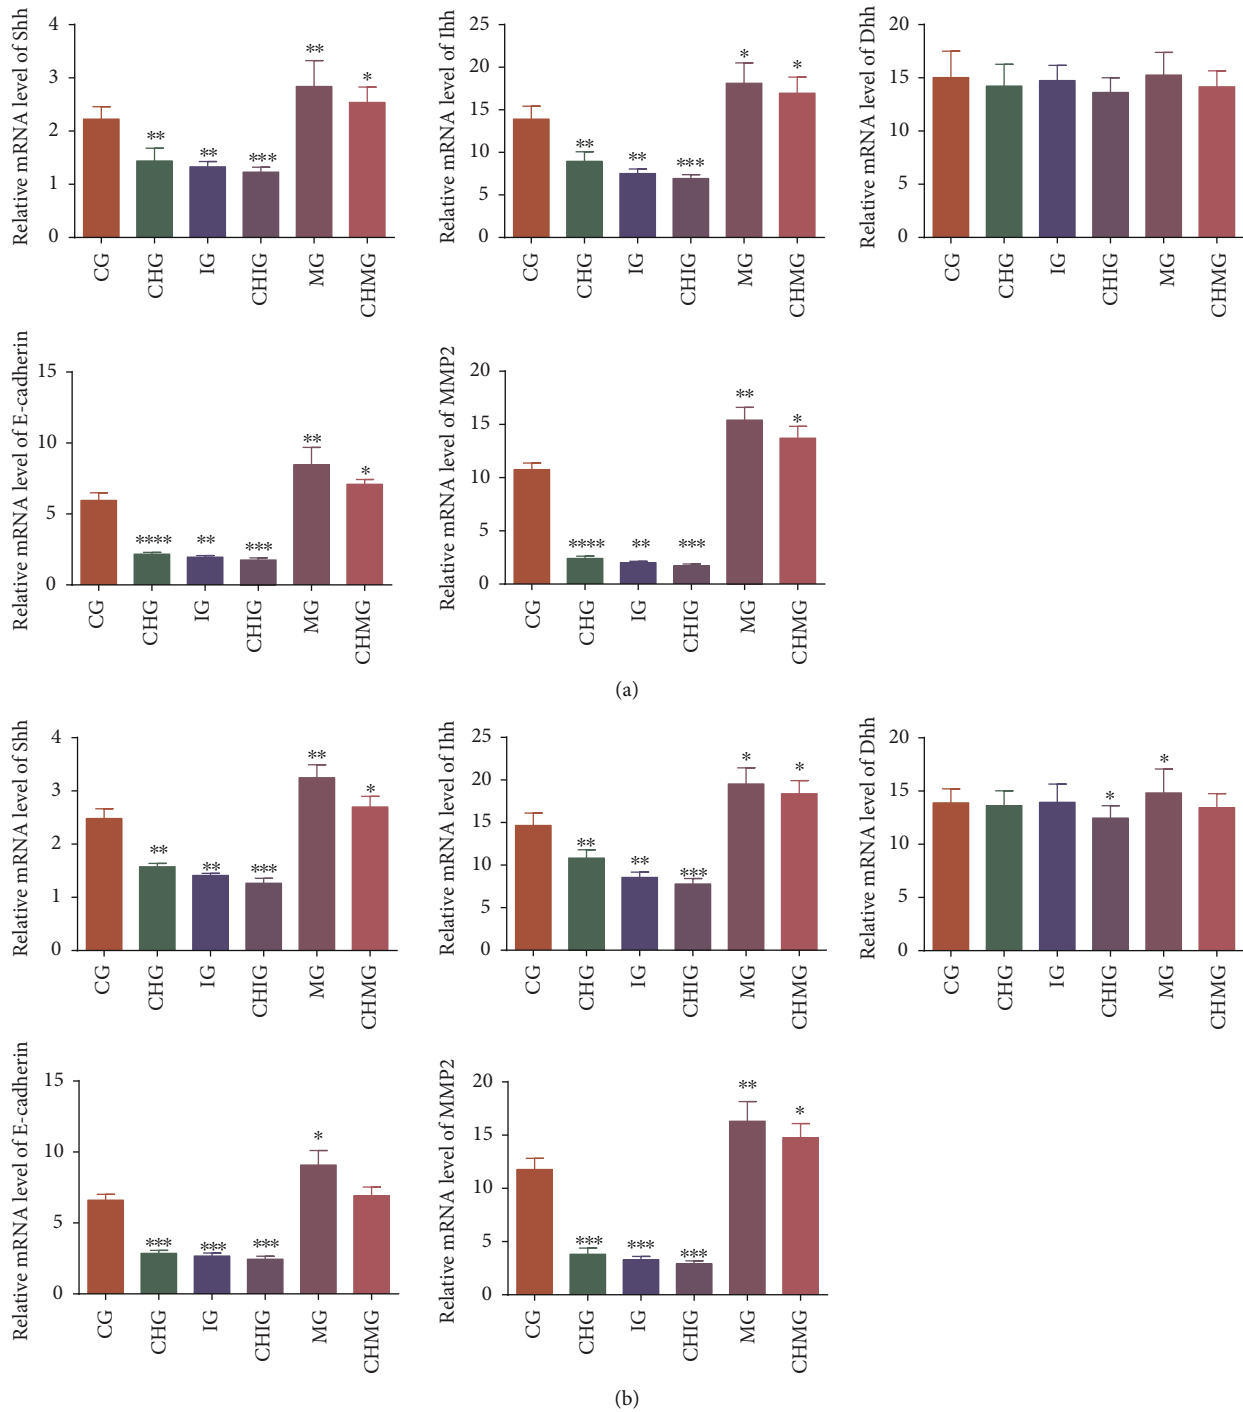 Relative mRNA level of Shh
4
3
2
1
0
** ** *** ** *
CG CHG IG CHIG MG CHMG
Relative mRNA level of Ihh
25
20
15
10
5
0
** ** *** * *
CG CHG IG CHIG MG CHMG
Relative mRNA level of Dhh
20
15
10
5
0
CG CHG IG CHIG MG CHMG
Relative mRNA level of E-cadherin
15
10
5
0
**** ** *** ** *
CG CHG IG CHIG MG CHMG
Relative mRNA level of MMP2
20
15
10
5
0
**** ** *** ** *
CG CHG IG CHIG MG CHMG
(a)
Relative mRNA level of Shh
4
3
2
1
0
** ** *** ** *
CG CHG IG CHIG MG CHMG
Relative mRNA level of Ihh
25
20
15
10
5
0
** ** *** * *
CG CHG IG CHIG MG CHMG
Relative mRNA level of Dhh
20
15
10
5
0
* *
CG CHG IG CHIG MG CHMG
Relative mRNA level of E-cadherin
15
10
5
0
*** *** *** *
CG CHG IG CHIG MG CHMG
Relative mRNA level of MMP2
20
15
10
5
0
*** *** *** ** *
CG CHG IG CHIG MG CHMG
(b)